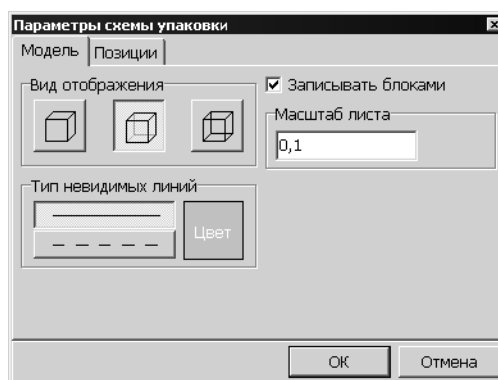 Параметры схемы упаковки
Модель Позиции
Вид отображения
Записывать блоками
Масштаб листа
0,1
Тип невидимых линий
Цвет
ОК Отмена